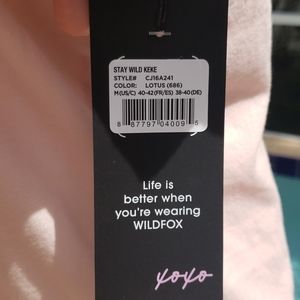 STAY WILD KEKE
STYLE# CJ16A241
COLOR: LOTUS (686)
M(US/C) 40-42(FR/ES) 38-40(DE)
8 87797 04009 5
Life is
better when
you're wearing
WILDFOX
xoxo